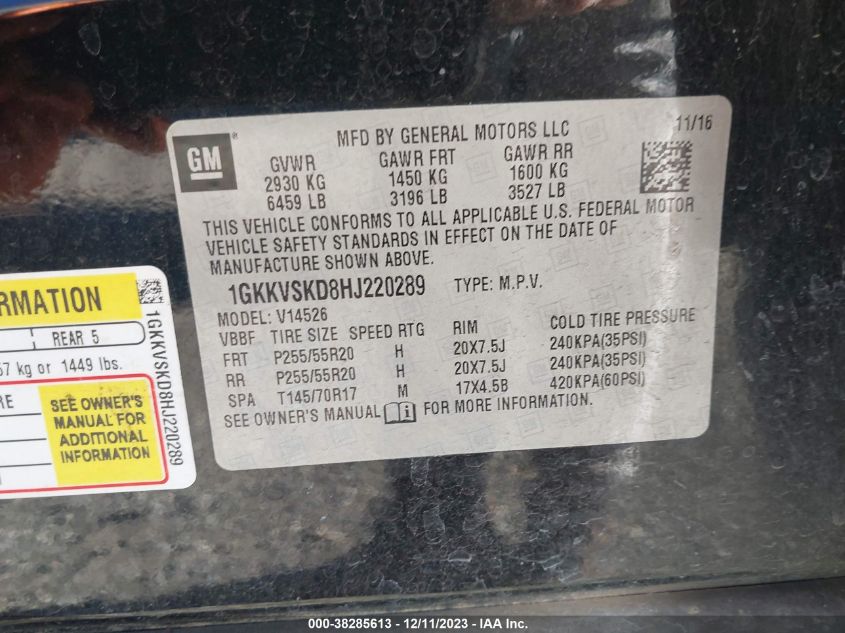 GM
®
MFD BY GENERAL MOTORS LLC
11/16
GVWR GAWR FRT GAWR RR
2930 KG 1450 KG 1600 KG
6459 LB 3196 LB 3527 LB
THIS VEHICLE CONFORMS TO ALL APPLICABLE U.S. FEDERAL MOTOR
VEHICLE SAFETY STANDARDS IN EFFECT ON THE DATE OF
MANUFACTURE SHOWN ABOVE.
1GKKVSKD8HJ220289 TYPE: M.P.V.
MODEL: V14526
VBBF TIRE SIZE SPEED RTG RIM COLD TIRE PRESSURE
FRT P255/55R20 H 20X7.5J 240KPA(35PSI)
RR P255/55R20 H 20X7.5J 240KPA(35PSI)
SPA T145/70R17 M 17X4.5B 420KPA(60PSI)
SEE OWNER'S MANUAL FOR MORE INFORMATION.
RMATION
REAR 5
57 kg or 1449 lbs.
RE
SEE OWNER'S
MANUAL FOR
ADDITIONAL
INFORMATION
1GKKVSKD8HJ220289
000-38285613 - 12/11/2023 - IAA Inc.